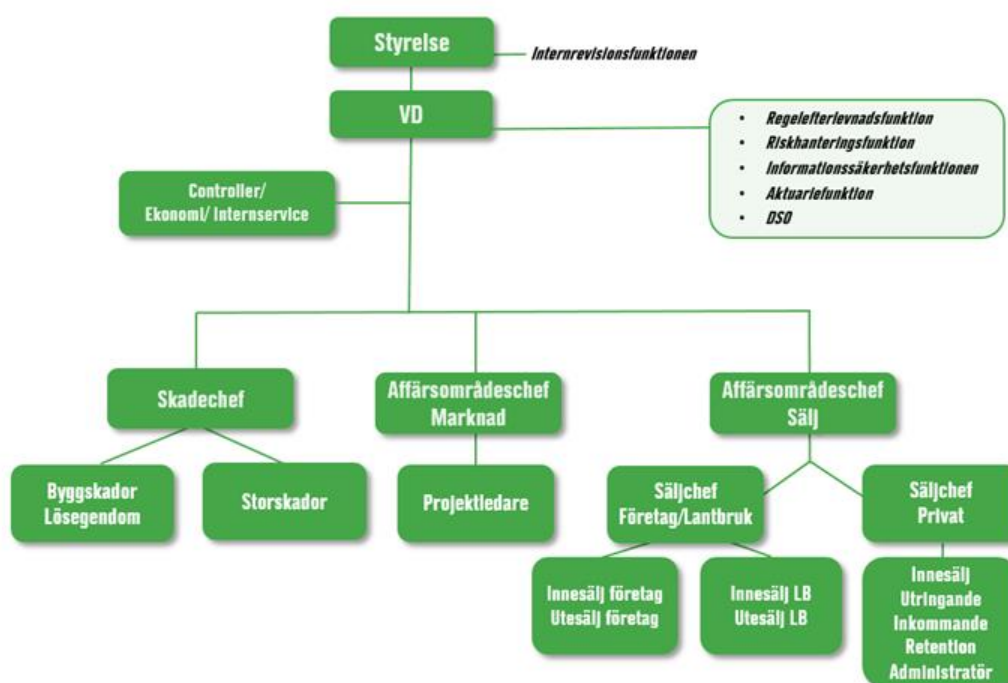 Styrelse
Internrevisionsfunktionen
VD
• Regelefterlevnadsfunktion
• Riskhanteringsfunktion
• Informationssäkerhetsfunktionen
• Aktuariefunktion
• DSO
Controller/
Ekonomi/ Internservice
Skadechef
Affärsområdeschef
Marknad
Affärsområdeschef
Sälj
Byggskador
Lösegendom
Storskador
Projektledare
Säljchef
Företag/Lantbruk
Säljchef
Privat
Innesälj företag
Utesälj företag
Innesälj LB
Utesälj LB
Innesälj
Utringande
Inkommande
Retention
Administratör